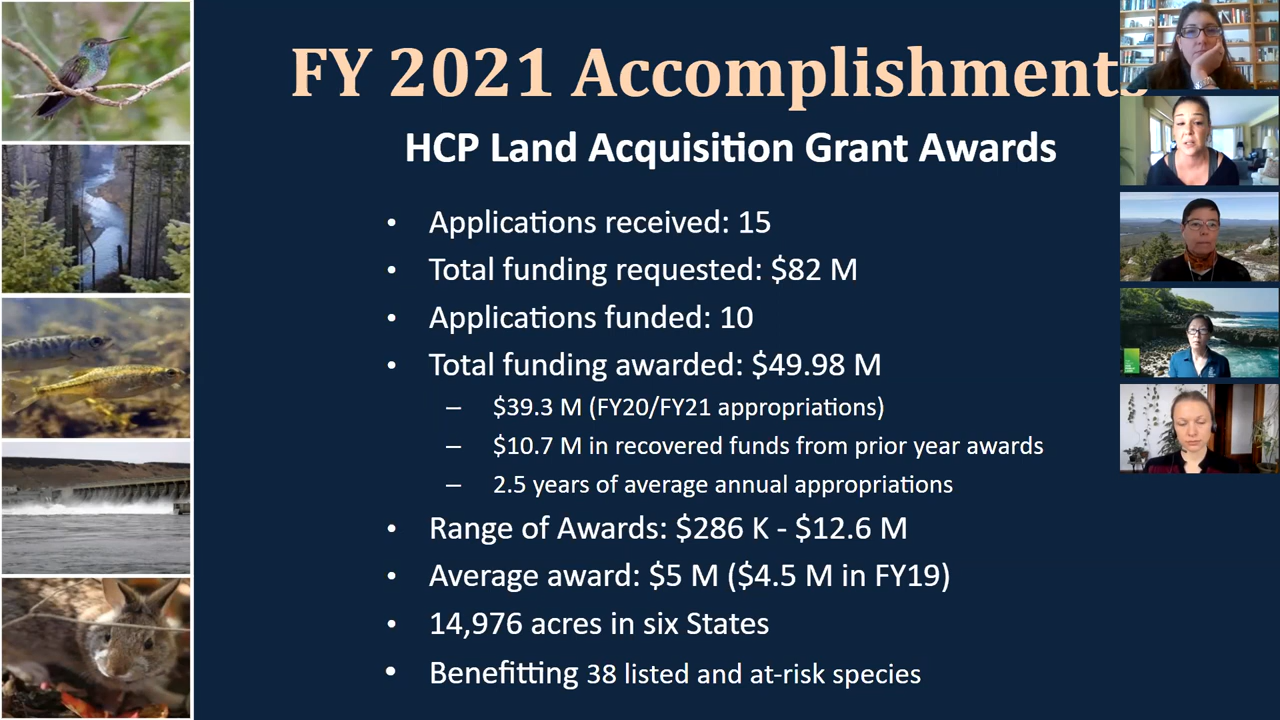 FY 2021 Accomplishments
HCP Land Acquisition Grant Awards
• Applications received: 15
• Total funding requested: $82 M
• Applications funded: 10
• Total funding awarded: $49.98 M
– $39.3 M (FY20/FY21 appropriations)
– $10.7 M in recovered funds from prior year awards
– 2.5 years of average annual appropriations
• Range of Awards: $286 K - $12.6 M
• Average award: $5 M ($4.5 M in FY19)
• 14,976 acres in six States
• Benefitting 38 listed and at-risk species